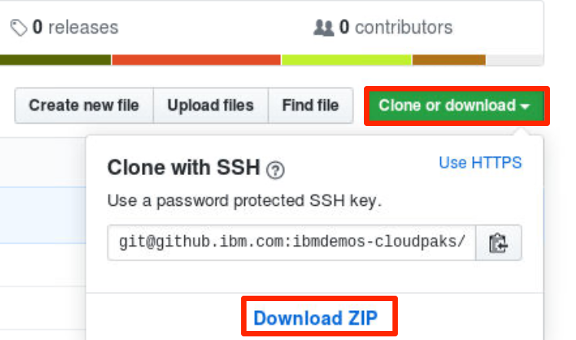 0 releases
0 contributors
Create new file
Upload files
Find file
Clone or download
Clone with SSH ?
Use HTTPS
Use a password protected SSH key.
git@github.ibm.com:ibmdemos-cloudpaks/
Download ZIP